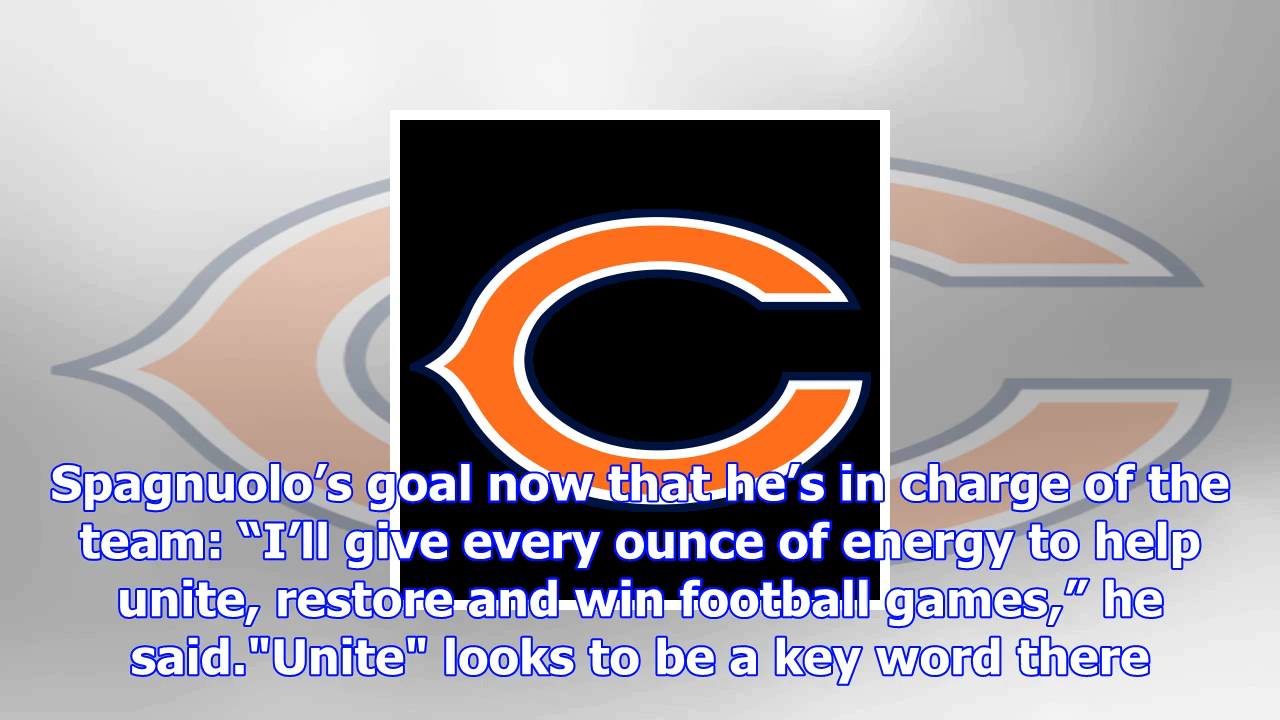 Spagnuolo’s goal now that he’s in charge of the
team: “I’ll give every ounce of energy to help
unite, restore and win football games,” he
said."Unite" looks to be a key word there